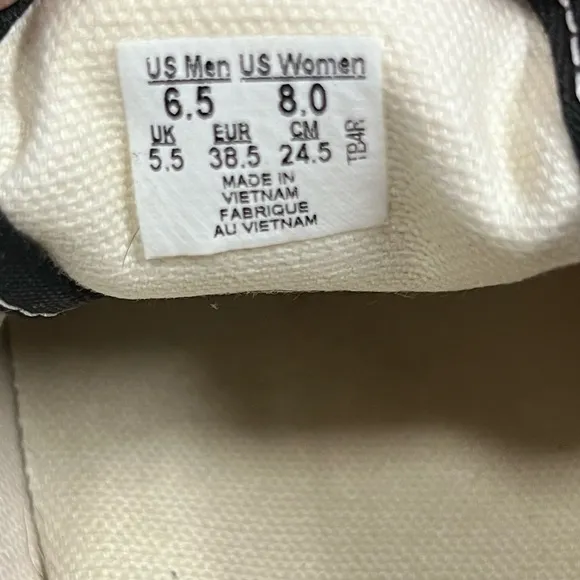 US Men US Women
6.5 8.0
UK EUR CM
5.5 38.5 24.5
TB4R
MADE IN
VIETNAM
FABRIQUE
AU VIETNAM